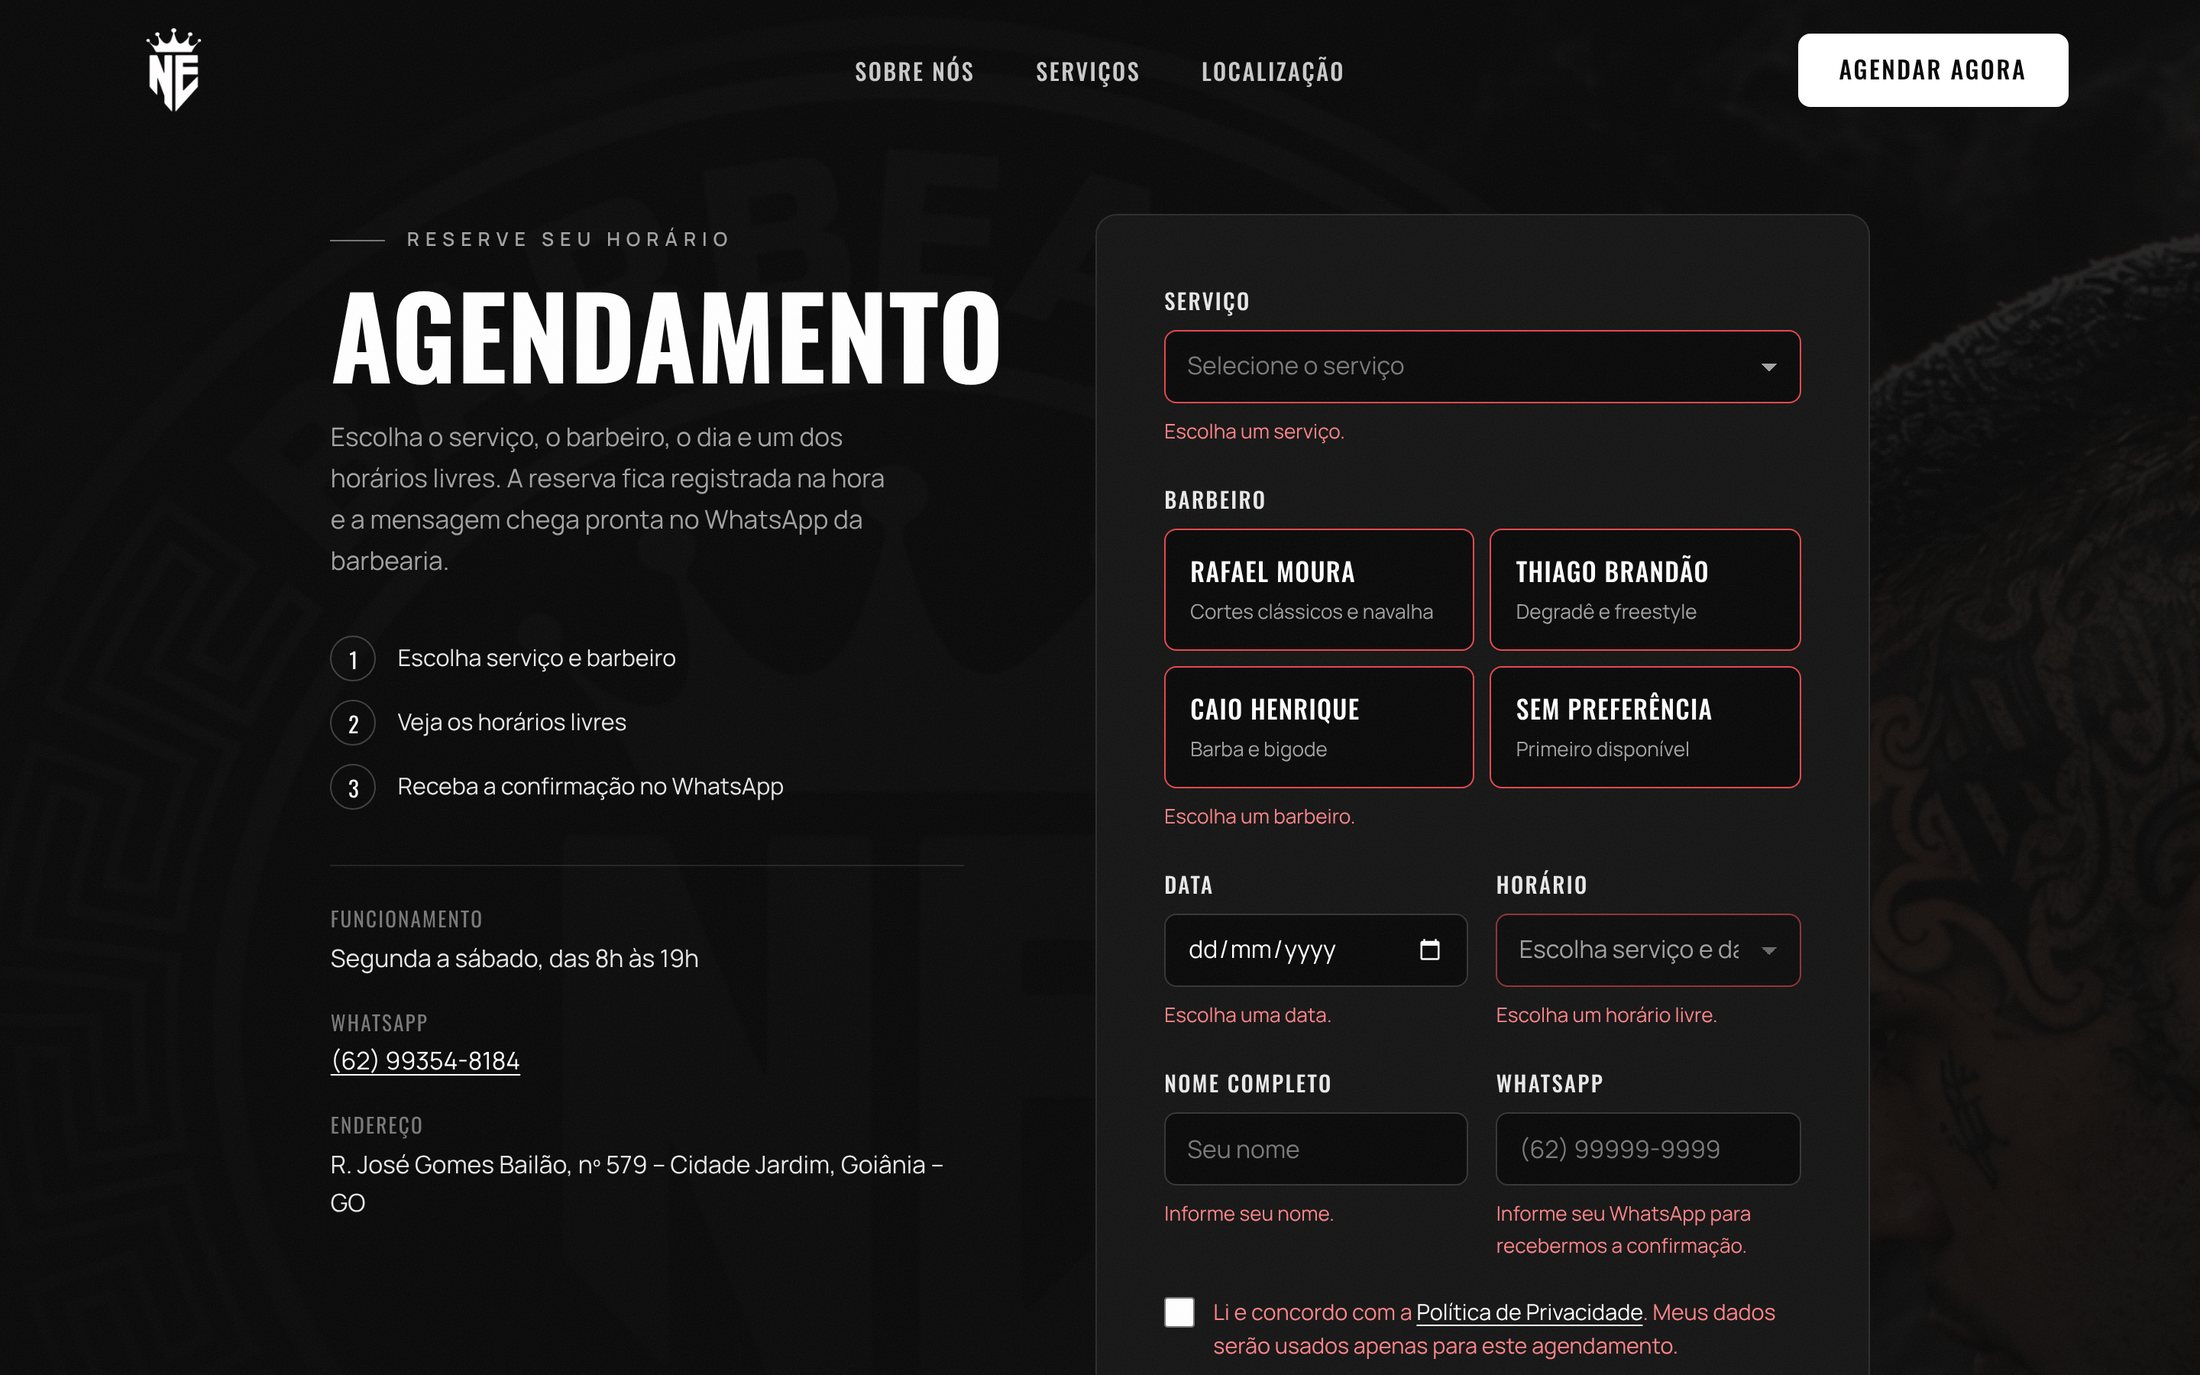 NE
SOBRE NÓS
SERVIÇOS
LOCALIZAÇÃO
AGENDAR AGORA
RESERVE SEU HORÁRIO
AGENDAMENTO
Escolha o serviço, o barbeiro, o dia e um dos
horários livres. A reserva fica registrada na hora
e a mensagem chega pronta no WhatsApp da
barbearia.
1 Escolha serviço e barbeiro
2 Veja os horários livres
3 Receba a confirmação no WhatsApp
FUNCIONAMENTO
Segunda a sábado, das 8h às 19h
WHATSAPP
(62) 99354-8184
ENDEREÇO
R. José Gomes Bailão, nº 579 – Cidade Jardim, Goiânia –
GO
SERVIÇO
Selecione o serviço
Escolha um serviço.
BARBEIRO
RAFAEL MOURA
Cortes clássicos e navalha
THIAGO BRANDÃO
Degradê e freestyle
CAIO HENRIQUE
Barba e bigode
SEM PREFERÊNCIA
Primeiro disponível
Escolha um barbeiro.
DATA
dd/mm/yyyy
Escolha uma data.
HORÁRIO
Escolha serviço e da
Escolha um horário livre.
NOME COMPLETO
Seu nome
Informe seu nome.
WHATSAPP
(62) 99999-9999
Informe seu WhatsApp para
recebermos a confirmação.
Li e concordo com a Política de Privacidade. Meus dados
serão usados apenas para este agendamento.